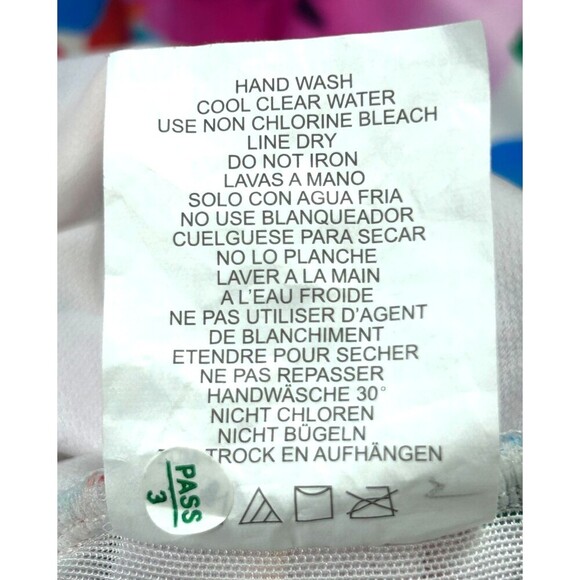 HAND WASH
COOL CLEAR WATER
USE NON CHLORINE BLEACH
LINE DRY
DO NOT IRON
LAVAS A MANO
SOLO CON AGUA FRIA
NO USE BLANQUEADOR
CUELGUESE PARA SECAR
NO LO PLANCHE
LAVER A LA MAIN
A L'EAU FROIDE
NE PAS UTILISER D'AGENT
DE BLANCHIMENT
ETENDRE POUR SECHER
NE PAS REPASSER
HANDWÄSCHE 30°
NICHT CHLOREN
NICHT BÜGELN
TROCK EN AUFHÄNGEN
PASS
3